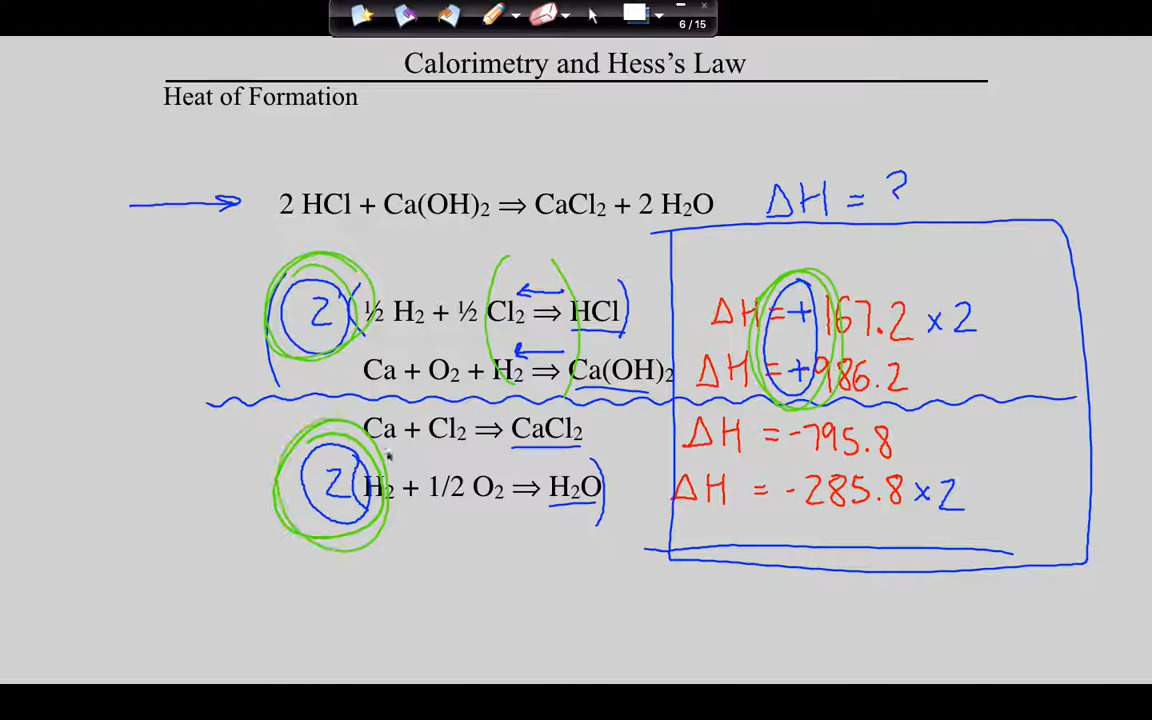 6/15
Calorimetry and Hess's Law
Heat of Formation
2 HCl + Ca(OH)₂ ⇒ CaCl₂ + 2 H₂O ΔH = ?
2 (½ H₂ + ½ Cl₂ ⇒ HCl) ΔH = +167.2 × 2
Ca + O₂ + H₂ ⇒ Ca(OH)₂ ΔH = +986.2
Ca + Cl₂ ⇒ CaCl₂ ΔH = -795.8
2 (H₂ + 1/2 O₂ ⇒ H₂O) ΔH = -285.8 × 2